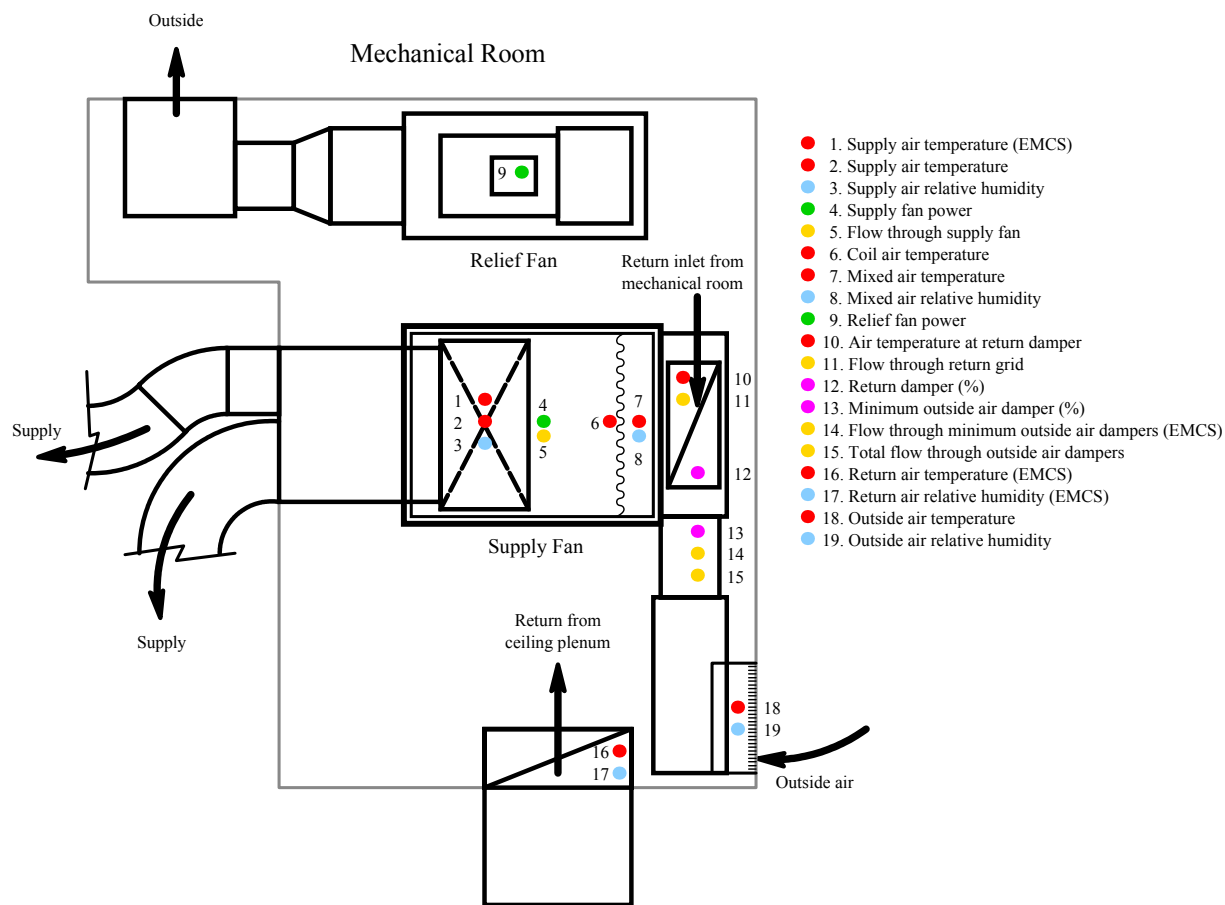 Outside
Mechanical Room
9
Relief Fan
Return inlet from
mechanical room
1
2
3
4
5
6
7
8
10
11
12
Supply
Supply Fan
13
14
15
Supply
Return from
ceiling plenum
16
17
18
19
Outside air
1. Supply air temperature (EMCS)
2. Supply air temperature
3. Supply air relative humidity
4. Supply fan power
5. Flow through supply fan
6. Coil air temperature
7. Mixed air temperature
8. Mixed air relative humidity
9. Relief fan power
10. Air temperature at return damper
11. Flow through return grid
12. Return damper (%)
13. Minimum outside air damper (%)
14. Flow through minimum outside air dampers (EMCS)
15. Total flow through outside air dampers
16. Return air temperature (EMCS)
17. Return air relative humidity (EMCS)
18. Outside air temperature
19. Outside air relative humidity